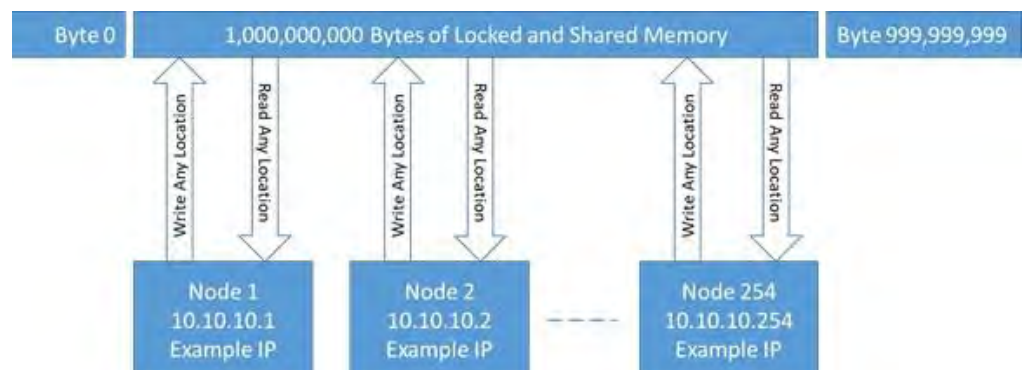 Byte 0
1,000,000,000 Bytes of Locked and Shared Memory
Byte 999,999,999
Write Any Location
Read Any Location
Write Any Location
Read Any Location
Write Any Location
Read Any Location
Node 1
10.10.10.1
Example IP
Node 2
10.10.10.2
Example IP
Node 254
10.10.10.254
Example IP